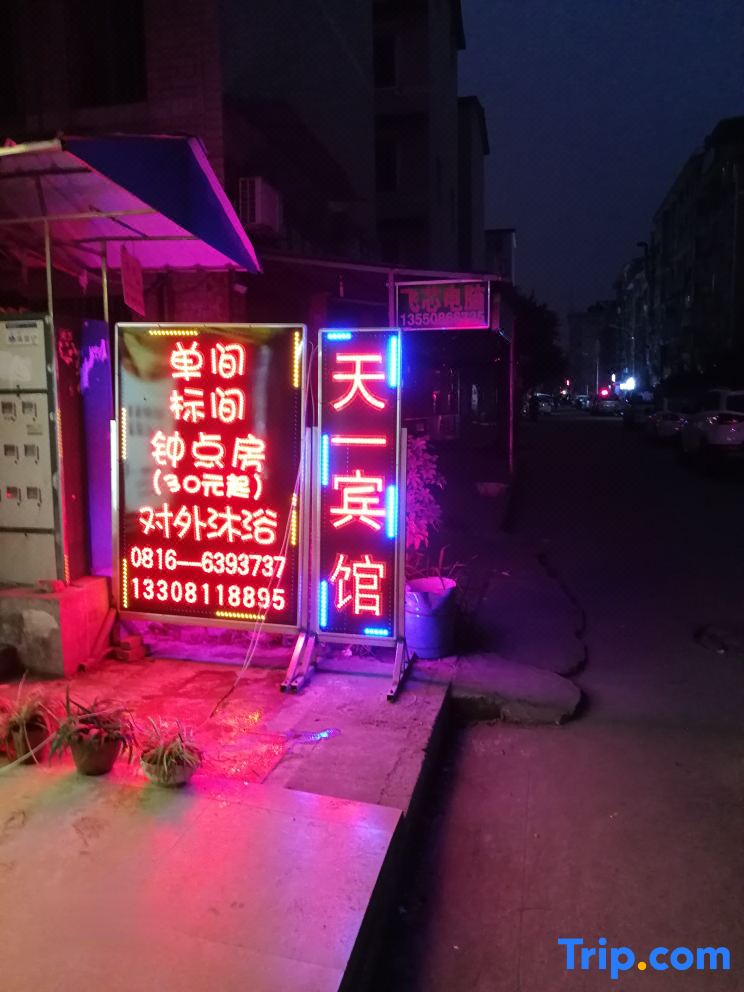 单间
标间
钟点房
(30元起)
对外沐浴
0816—6393737
13308118895
天一宾馆
电脑
Trip.com